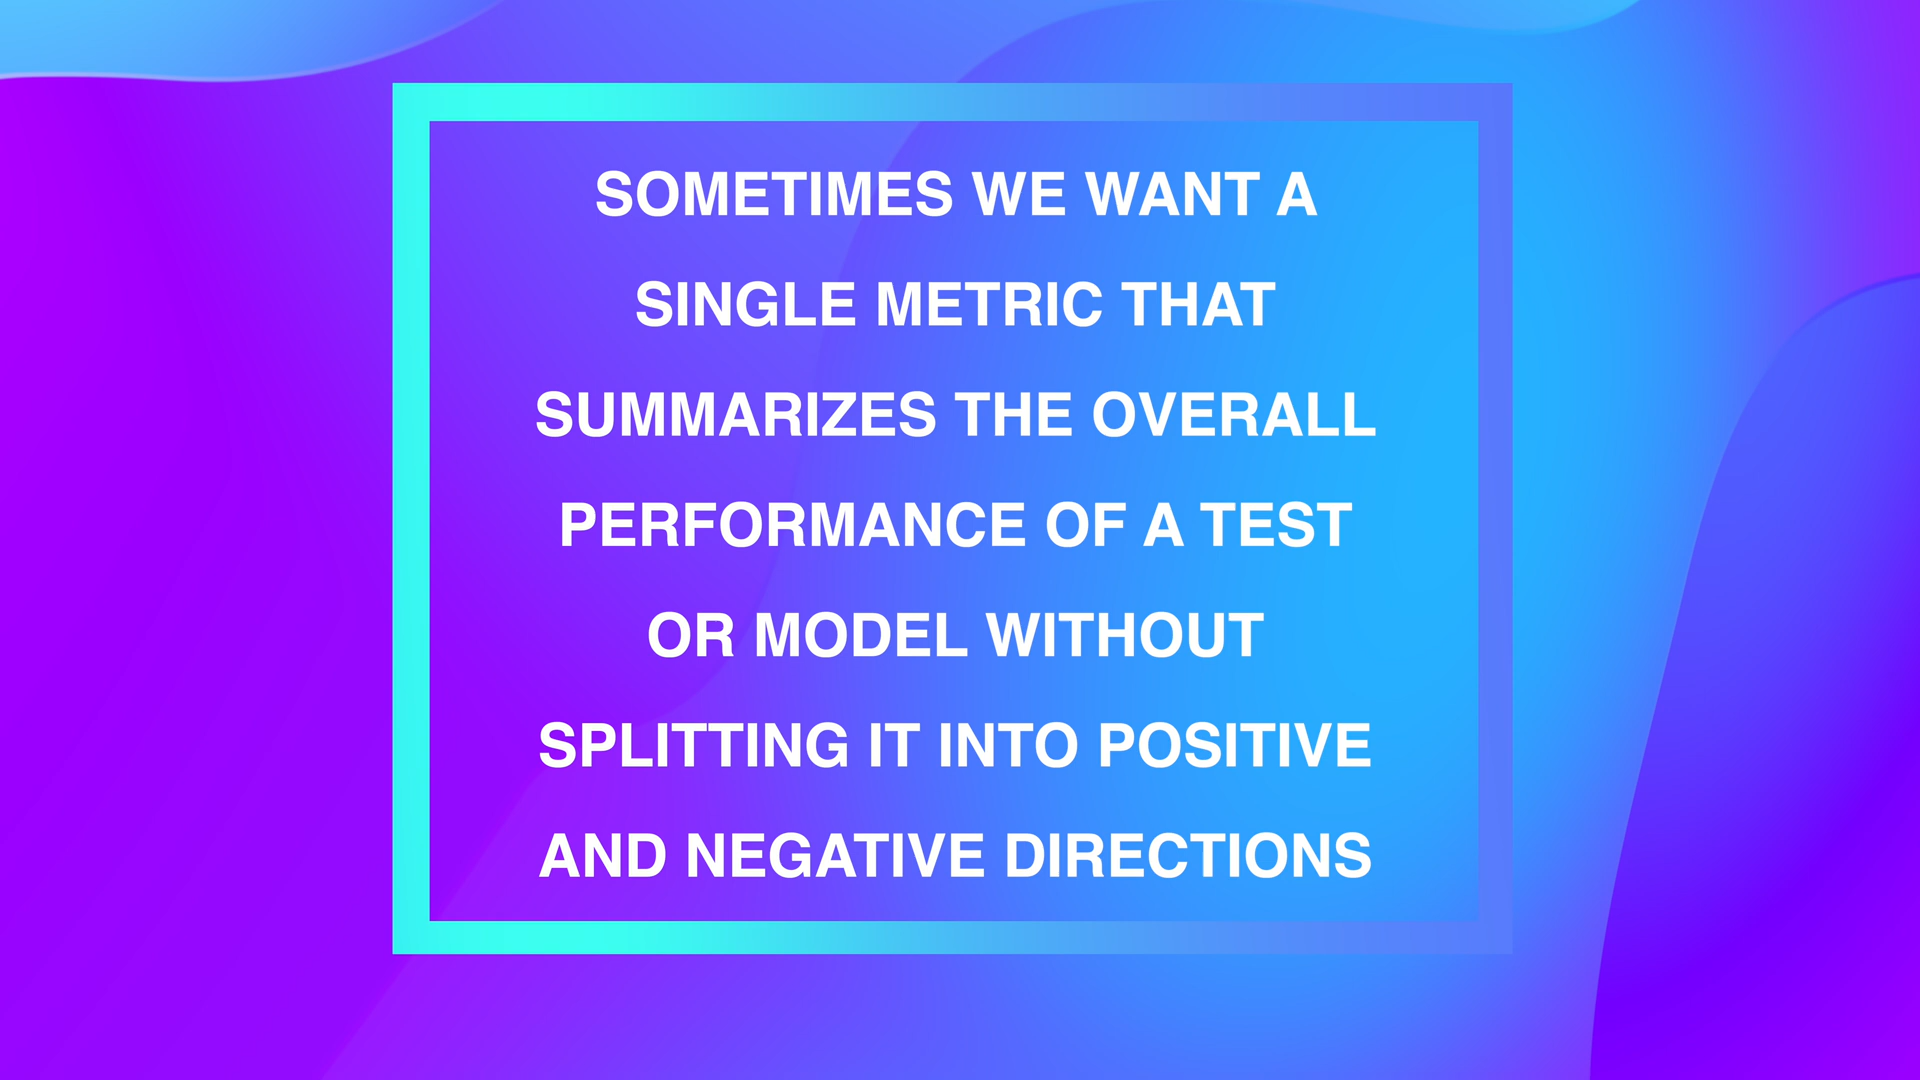 SOMETIMES WE WANT A
SINGLE METRIC THAT
SUMMARIZES THE OVERALL
PERFORMANCE OF A TEST
OR MODEL WITHOUT
SPLITTING IT INTO POSITIVE
AND NEGATIVE DIRECTIONS